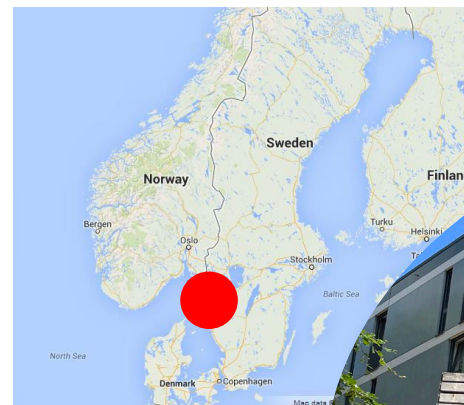 Sweden
Norway
Finlan
Bergen
Oslo
Turku
Helsinki
Stockholm
Baltic Sea
North Sea
Denmark
Copenhagen
Map data